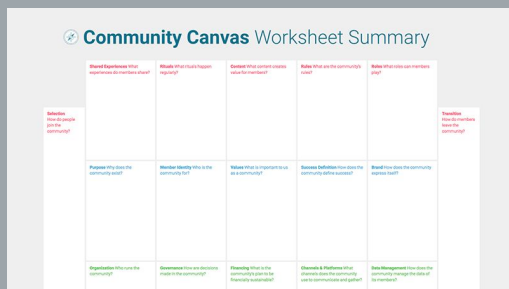 Community Canvas Worksheet Summary
Shared Experiences What
experiences do members share?
Rituals What rituals happen
regularly?
Content What content creates
value for members?
Rules What are the community's
rules?
Roles What roles can members
play?
Selection
How do people
join the
community?
Transition
How do members
leave the
community?
Purpose Why does the
community exist?
Member Identity Who is the
community for?
Values What is important to us
as a community?
Success Definition How does the
community define success?
Brand How does the community
express itself?
Organisation Who runs the
community?
Governance How are decisions
made in the community?
Financing What is the
community's plan to be
financially sustainable?
Channels & Platforms What
channels does the community
use to communicate and gather?
Data Management How does the
community manage the data of
its members?